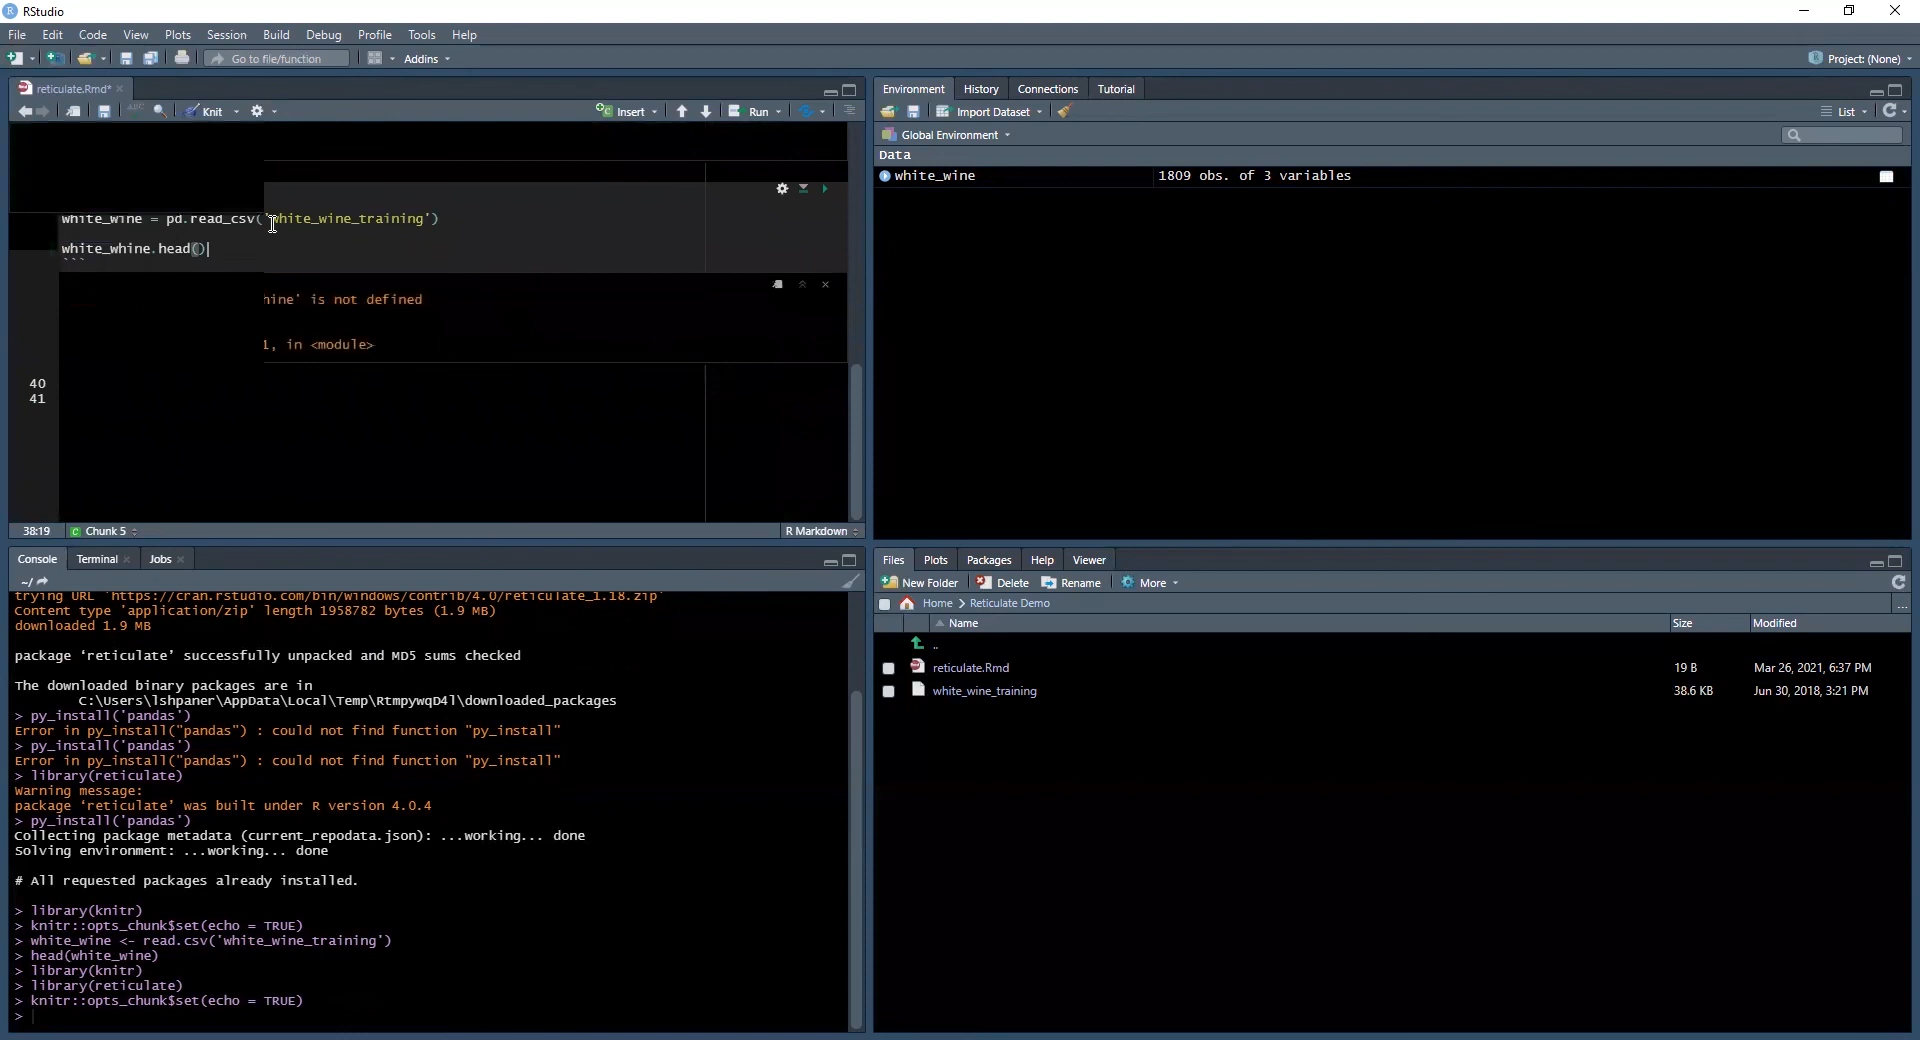 RStudio
File Edit Code View Plots Session Build Debug Profile Tools Help
Go to file/function Addins Project: (None)
reticulate.Rmd*
Knit Insert Run
white_wine = pd.read_csv('white_wine_training')
white_whine.head()
```
hine' is not defined
1, in <module>
40
41
38:19 Chunk 5 R Markdown
Environment History Connections Tutorial
Import Dataset List
Global Environment
Data
white_wine 1809 obs. of 3 variables
Console Terminal Jobs
~/
trying URL 'https://cran.rstudio.com/bin/windows/contrib/4.0/reticulate_1.18.zip'
Content type 'application/zip' length 1958782 bytes (1.9 MB)
downloaded 1.9 MB
package ‘reticulate’ successfully unpacked and MD5 sums checked
The downloaded binary packages are in
C:\Users\lshpaner\AppData\Local\Temp\RtmpywqD4l\downloaded_packages
> py_install('pandas')
Error in py_install("pandas") : could not find function "py_install"
> py_install('pandas')
Error in py_install("pandas") : could not find function "py_install"
> library(reticulate)
Warning message:
package ‘reticulate’ was built under R version 4.0.4
> py_install('pandas')
Collecting package metadata (current_repodata.json): ...working... done
Solving environment: ...working... done
# All requested packages already installed.
> library(knitr)
> knitr::opts_chunk$set(echo = TRUE)
> white_wine <- read.csv('white_wine_training')
> head(white_wine)
> library(knitr)
> library(reticulate)
> knitr::opts_chunk$set(echo = TRUE)
>
Files Plots Packages Help Viewer
New Folder Delete Rename More
Home > Reticulate Demo ...
Name Size Modified
..
reticulate.Rmd 19 B Mar 26, 2021, 6:37 PM
white_wine_training 38.6 KB Jun 30, 2018, 3:21 PM